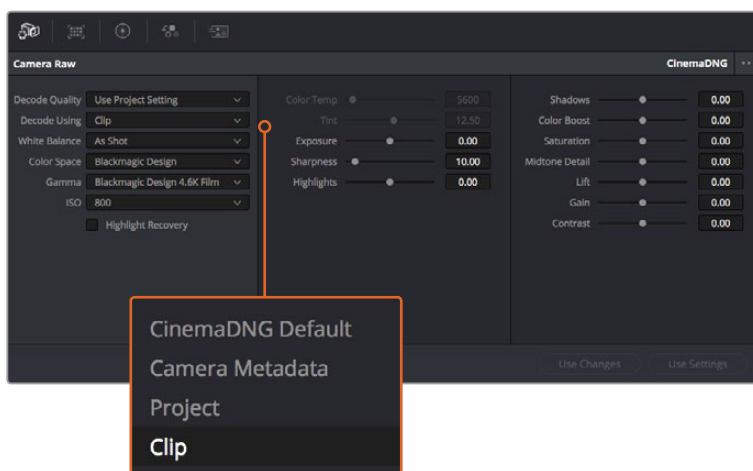 Camera Raw
CinemaDNG
Decode Quality Use Project Setting
Decode Using Clip
White Balance As Shot
Color Space Blackmagic Design
Gamma Blackmagic Design 4.6K Film
ISO 800
Highlight Recovery
Color Temp 5600
Tint 12.50
Exposure 0.00
Sharpness 10.00
Highlights 0.00
Shadows 0.00
Color Boost 0.00
Saturation 0.00
Midtone Detail 0.00
Lift 0.00
Gain 0.00
Contrast 0.00
Use Changes Use Settings
CinemaDNG Default
Camera Metadata
Project
Clip